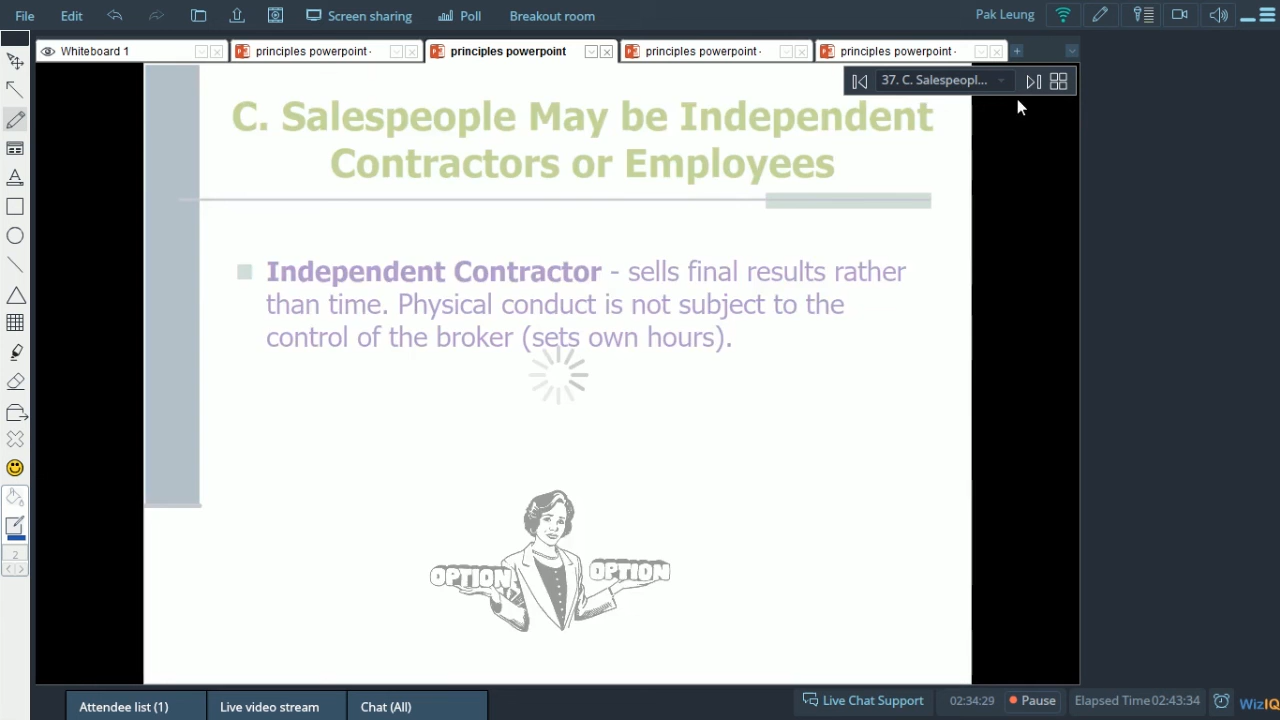 File Edit Screen sharing Poll Breakout room Pak Leung
Whiteboard 1 principles powerpoint· principles powerpoint principles powerpoint· principles powerpoint·
37. C. Salespeopl...
C. Salespeople May be Independent
Contractors or Employees
Independent Contractor - sells final results rather
than time. Physical conduct is not subject to the
control of the broker (sets own hours).
OPTION OPTION
2
Attendee list (1) Live video stream Chat (All) Live Chat Support 02:34:29 Pause Elapsed Time 02:43:34 WizIQ